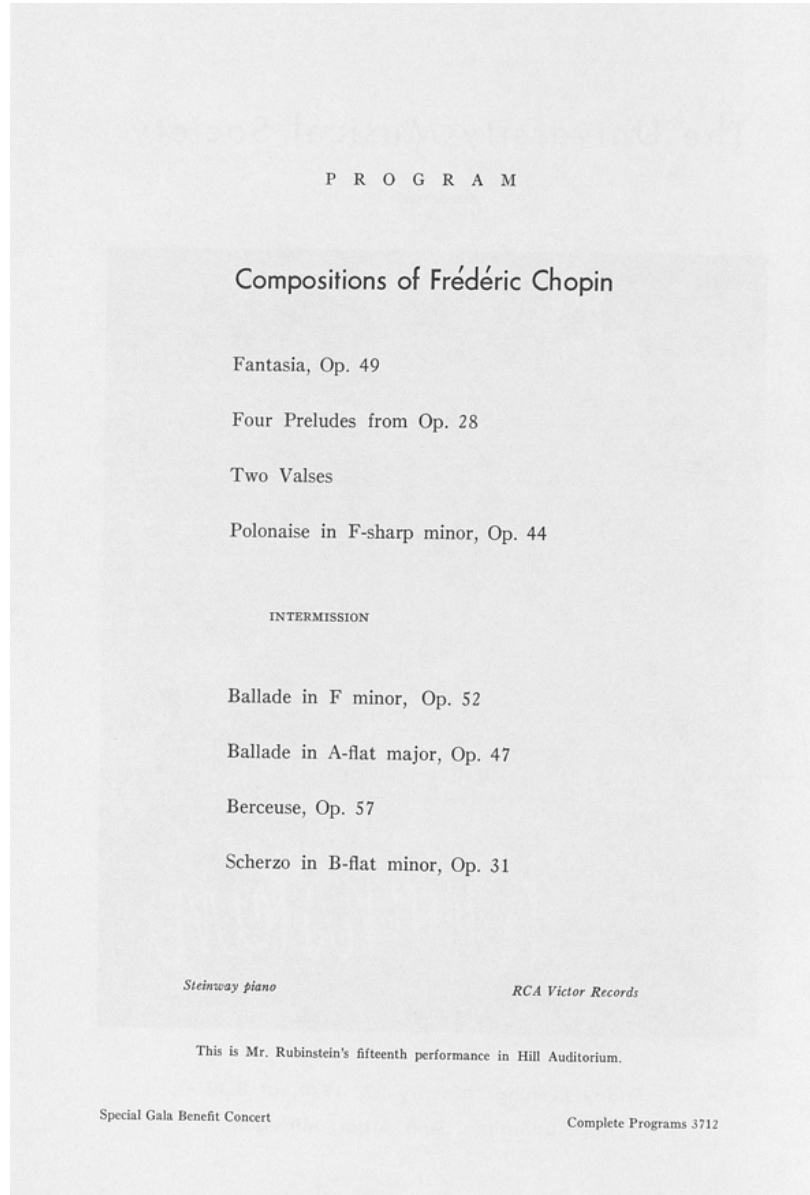 PROGRAM
Compositions of Frédéric Chopin
Fantasia, Op. 49
Four Preludes from Op. 28
Two Valses
Polonaise in F-sharp minor, Op. 44
INTERMISSION
Ballade in F minor, Op. 52
Ballade in A-flat major, Op. 47
Berceuse, Op. 57
Scherzo in B-flat minor, Op. 31
Steinway piano RCA Victor Records
This is Mr. Rubinstein's fifteenth performance in Hill Auditorium.
Special Gala Benefit Concert Complete Programs 3712